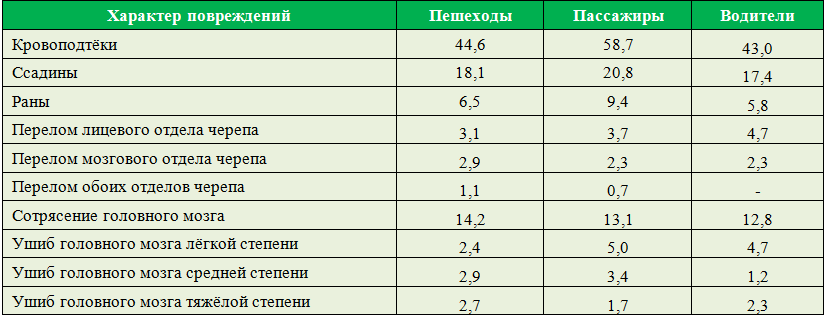 Характер повреждений Пешеходы Пассажиры Водители
Кровоподтёки 44,6 58,7 43,0
Ссадины 18,1 20,8 17,4
Раны 6,5 9,4 5,8
Перелом лицевого отдела черепа 3,1 3,7 4,7
Перелом мозгового отдела черепа 2,9 2,3 2,3
Перелом обоих отделов черепа 1,1 0,7 -
Сотрясение головного мозга 14,2 13,1 12,8
Ушиб головного мозга лёгкой степени 2,4 5,0 4,7
Ушиб головного мозга средней степени 2,9 3,4 1,2
Ушиб головного мозга тяжёлой степени 2,7 1,7 2,3